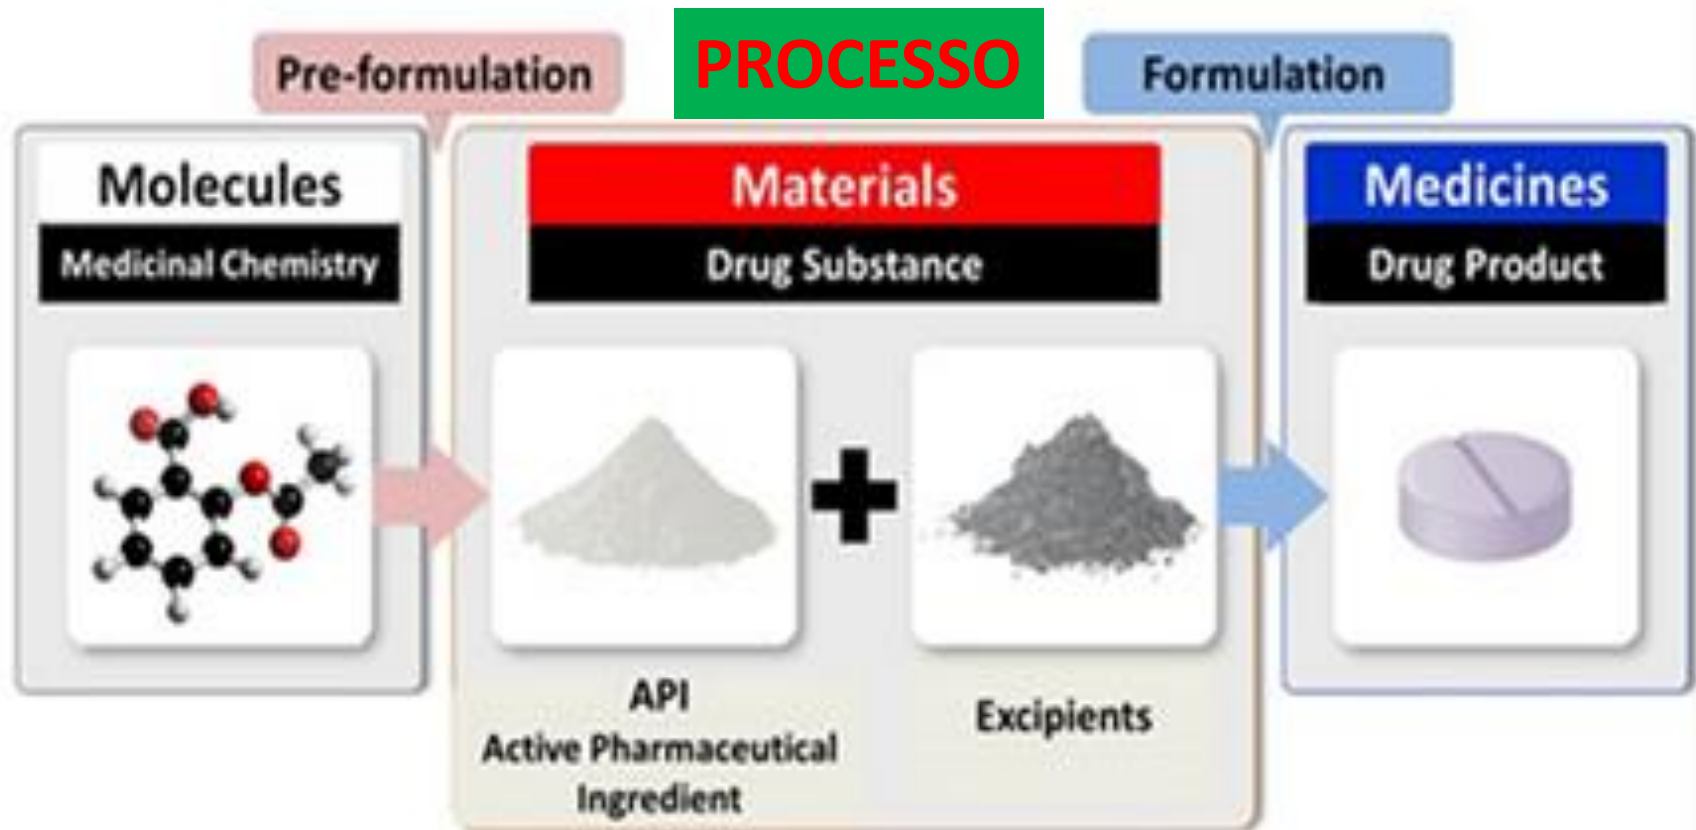 Pre-formulation
PROCESSO
Formulation
Molecules
Medicinal Chemistry
Materials
Drug Substance
Medicines
Drug Product
API
Active Pharmaceutical
Ingredient
Excipients